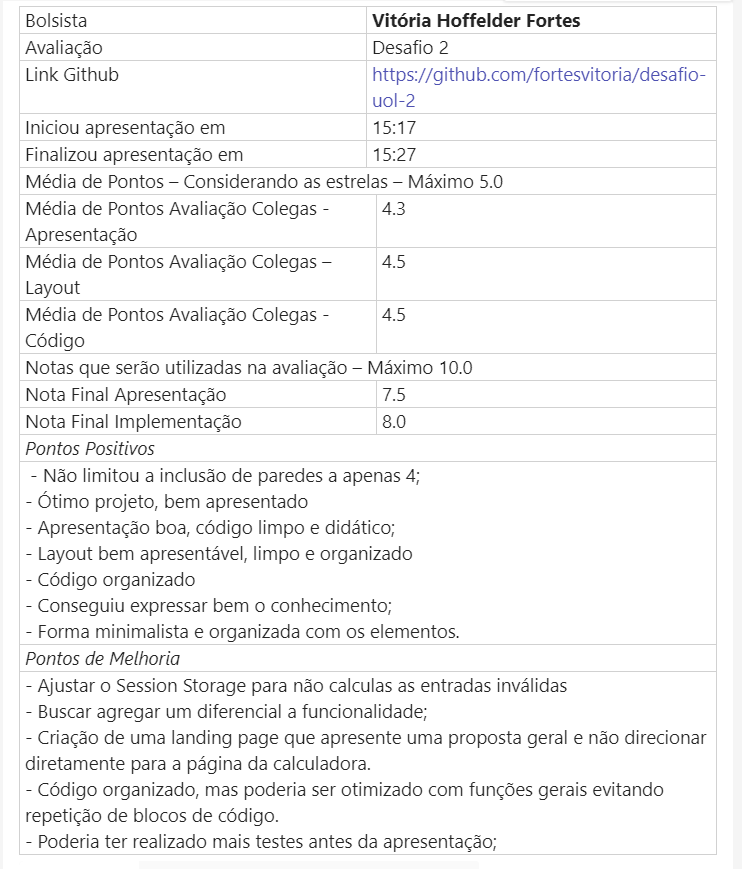 Bolsista Vitória Hoffelder Fortes
Avaliação Desafio 2
Link Github https://github.com/fortesvitoria/desafio-
uol-2
Iniciou apresentação em 15:17
Finalizou apresentação em 15:27
Média de Pontos – Considerando as estrelas – Máximo 5.0
Média de Pontos Avaliação Colegas - 4.3
Apresentação
Média de Pontos Avaliação Colegas – 4.5
Layout
Média de Pontos Avaliação Colegas - 4.5
Código
Notas que serão utilizadas na avaliação – Máximo 10.0
Nota Final Apresentação 7.5
Nota Final Implementação 8.0
Pontos Positivos
- Não limitou a inclusão de paredes a apenas 4;
- Ótimo projeto, bem apresentado
- Apresentação boa, código limpo e didático;
- Layout bem apresentável, limpo e organizado
- Código organizado
- Conseguiu expressar bem o conhecimento;
- Forma minimalista e organizada com os elementos.
Pontos de Melhoria
- Ajustar o Session Storage para não calculas as entradas inválidas
- Buscar agregar um diferencial a funcionalidade;
- Criação de uma landing page que apresente uma proposta geral e não direcionar
diretamente para a página da calculadora.
- Código organizado, mas poderia ser otimizado com funções gerais evitando
repetição de blocos de código.
- Poderia ter realizado mais testes antes da apresentação;